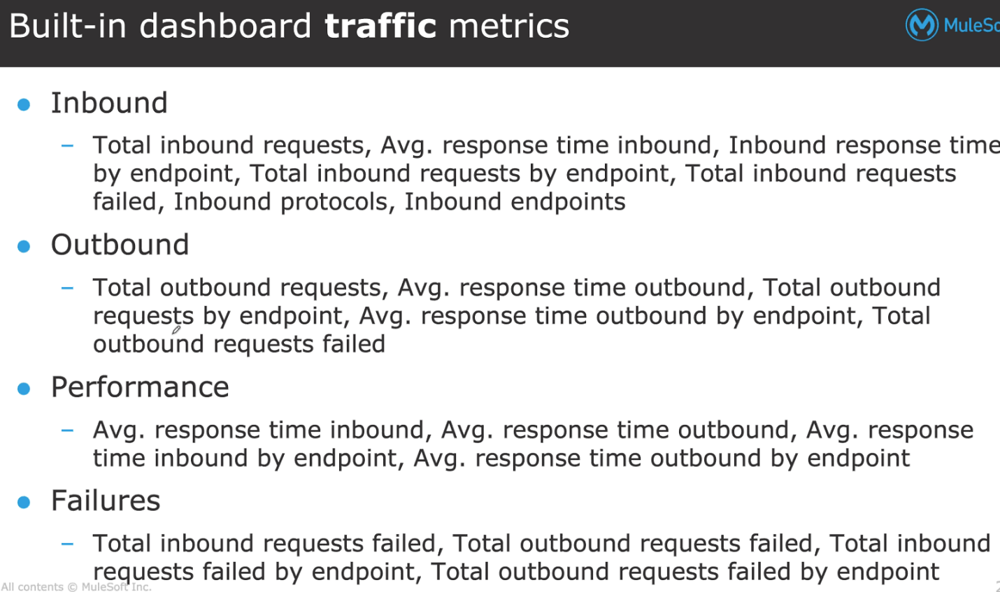 Built-in dashboard traffic metrics
MuleSo
Inbound
– Total inbound requests, Avg. response time inbound, Inbound response time
by endpoint, Total inbound requests by endpoint, Total inbound requests
failed, Inbound protocols, Inbound endpoints
Outbound
– Total outbound requests, Avg. response time outbound, Total outbound
requests by endpoint, Avg. response time outbound by endpoint, Total
outbound requests failed
Performance
– Avg. response time inbound, Avg. response time outbound, Avg. response
time inbound by endpoint, Avg. response time outbound by endpoint
Failures
– Total inbound requests failed, Total outbound requests failed, Total inbound
requests failed by endpoint, Total outbound requests failed by endpoint
All contents © MuleSoft Inc.